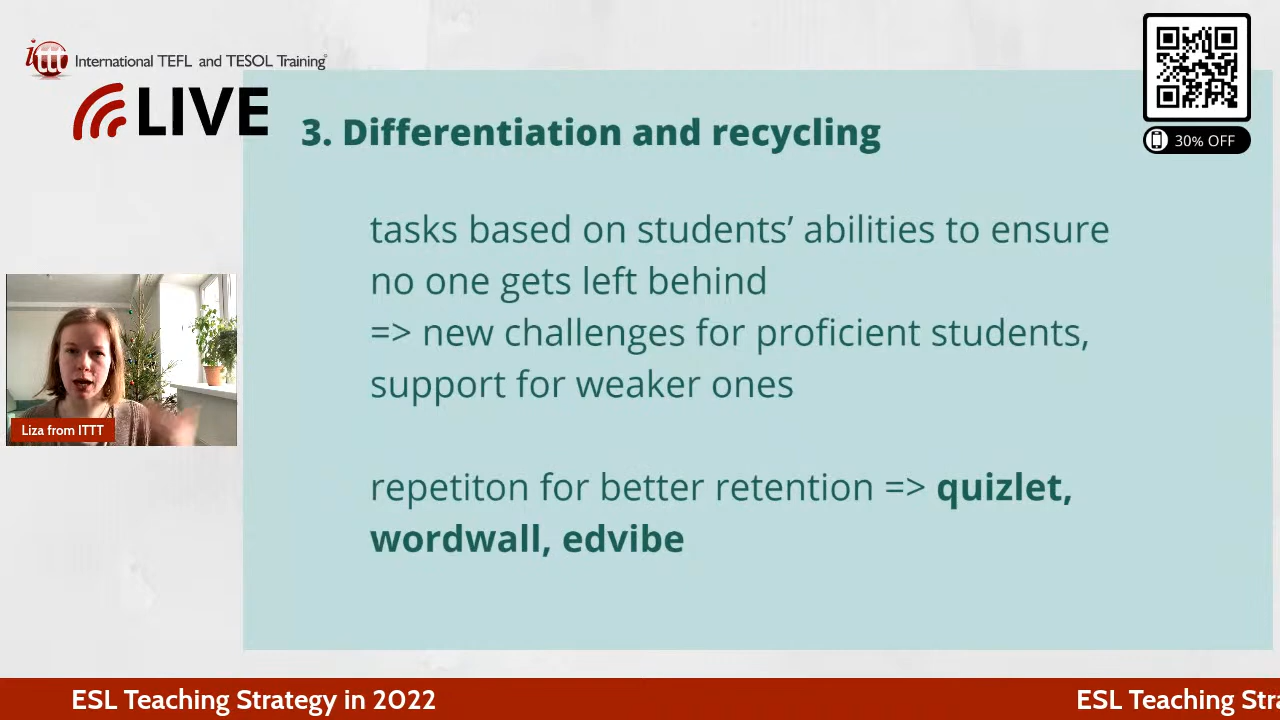 ittt International TEFL and TESOL Training
LIVE
30% OFF
3. Differentiation and recycling
tasks based on students’ abilities to ensure
no one gets left behind
=> new challenges for proficient students,
support for weaker ones
repetiton for better retention => quizlet,
wordwall, edvibe
Liza from ITTT
ESL Teaching Strategy in 2022
ESL Teaching Stra